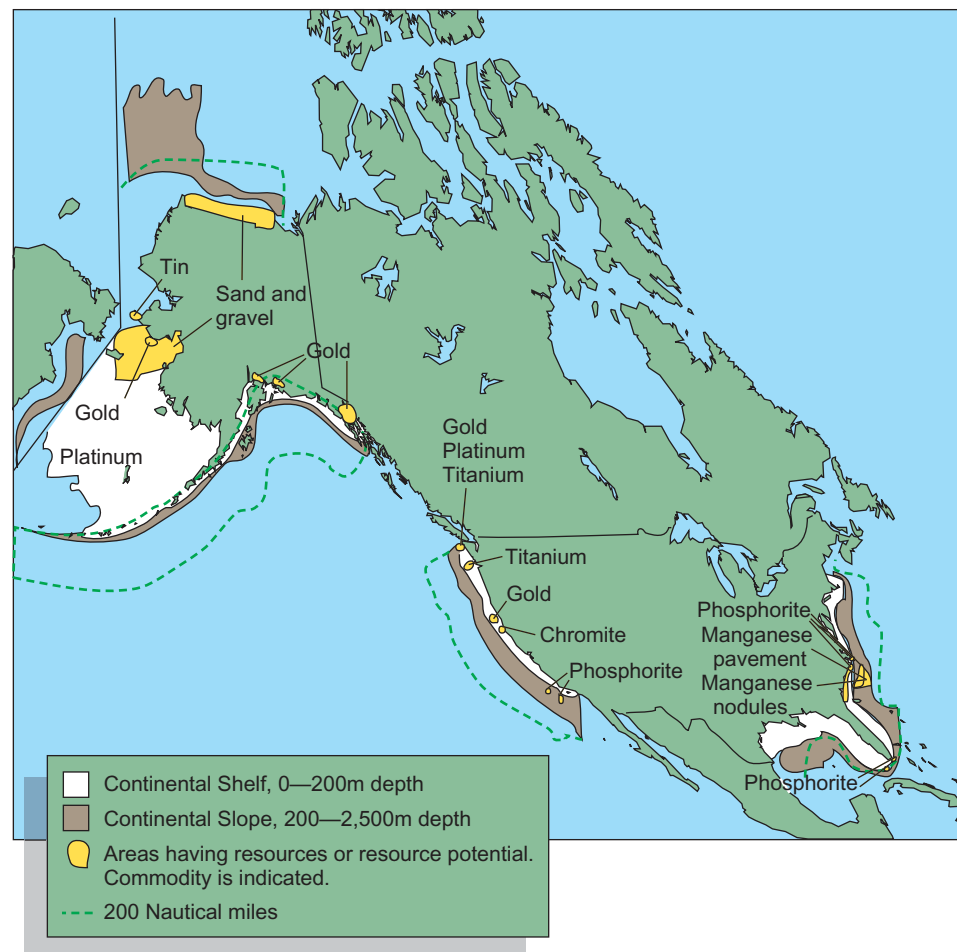 Tin
Sand and
gravel
Gold
Gold
Platinum
Gold
Platinum
Titanium
Titanium
Gold
Chromite
Phosphorite
Phosphorite
Manganese
pavement
Manganese
nodules
Phosphorite
Continental Shelf, 0—200m depth
Continental Slope, 200—2,500m depth
Areas having resources or resource potential.
Commodity is indicated.
200 Nautical miles